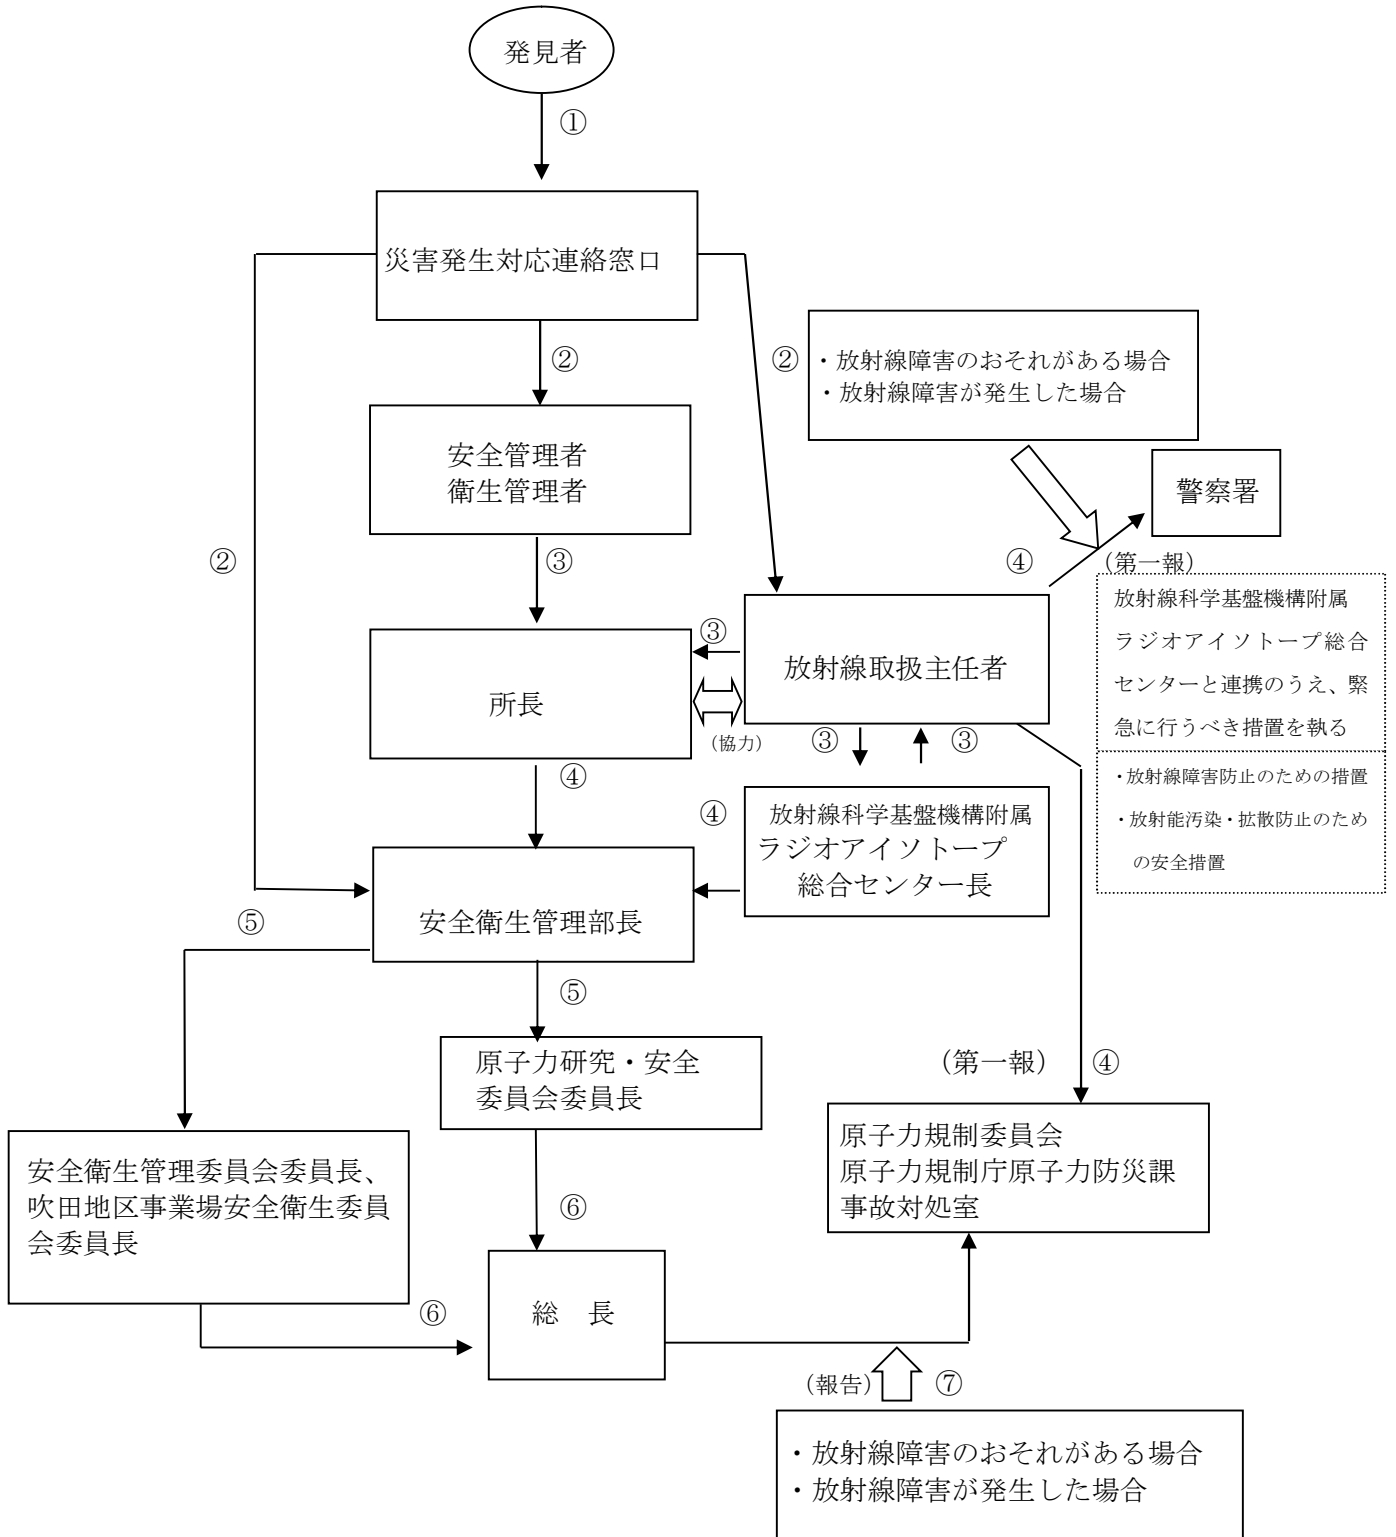 発見者
①
災害発生対応連絡窓口
②
②
・放射線障害のおそれがある場合
・放射線障害が発生した場合
安全管理者
衛生管理者
警察署
②
③
④
(第一報)
放射線科学基盤機構附属
ラジオアイソトープ総合
センターと連携のうえ、緊
急に行うべき措置を執る
・放射線障害防止のための措置
・放射能汚染・拡散防止のため
の安全措置
③
放射線取扱主任者
所長
(協力)
③
③
④
④
放射線科学基盤機構附属
ラジオアイソトープ
総合センター長
安全衛生管理部長
⑤
⑤
原子力研究・安全
委員会委員長
(第一報)
④
原子力規制委員会
原子力規制庁原子力防災課
事故対処室
安全衛生管理委員会委員長、
吹田地区事業場安全衛生委員
会委員長
⑥
⑥
総 長
(報告)
⑦
・放射線障害のおそれがある場合
・放射線障害が発生した場合